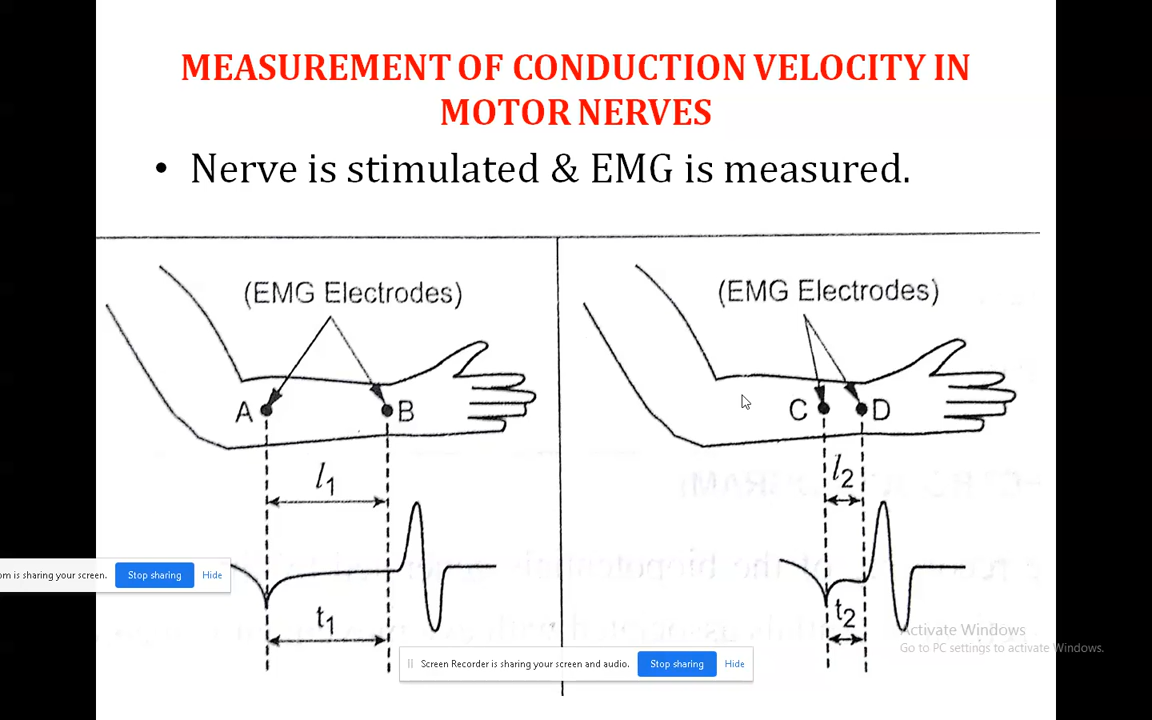 MEASUREMENT OF CONDUCTION VELOCITY IN
MOTOR NERVES
• Nerve is stimulated & EMG is measured.
(EMG Electrodes)
(EMG Electrodes)
A
B
C
D
l1
l2
om is sharing your screen.
Stop sharing
Hide
t1
t2
Activate Windows
Go to PC settings to activate Windows.
Screen Recorder is sharing your screen and audio.
Stop sharing
Hide